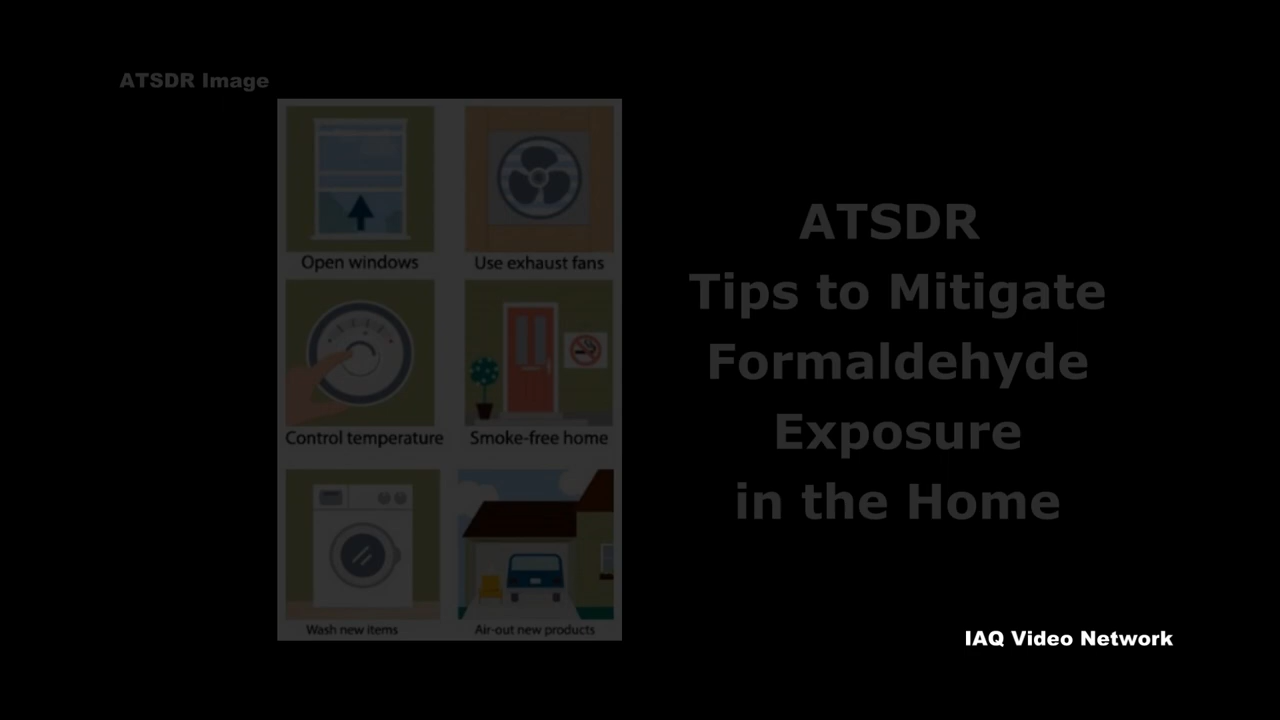 ATSDR Image
Open windows
Use exhaust fans
Control temperature
Smoke-free home
Wash new items
Air-out new products
ATSDR
Tips to Mitigate
Formaldehyde
Exposure
in the Home
IAQ Video Network